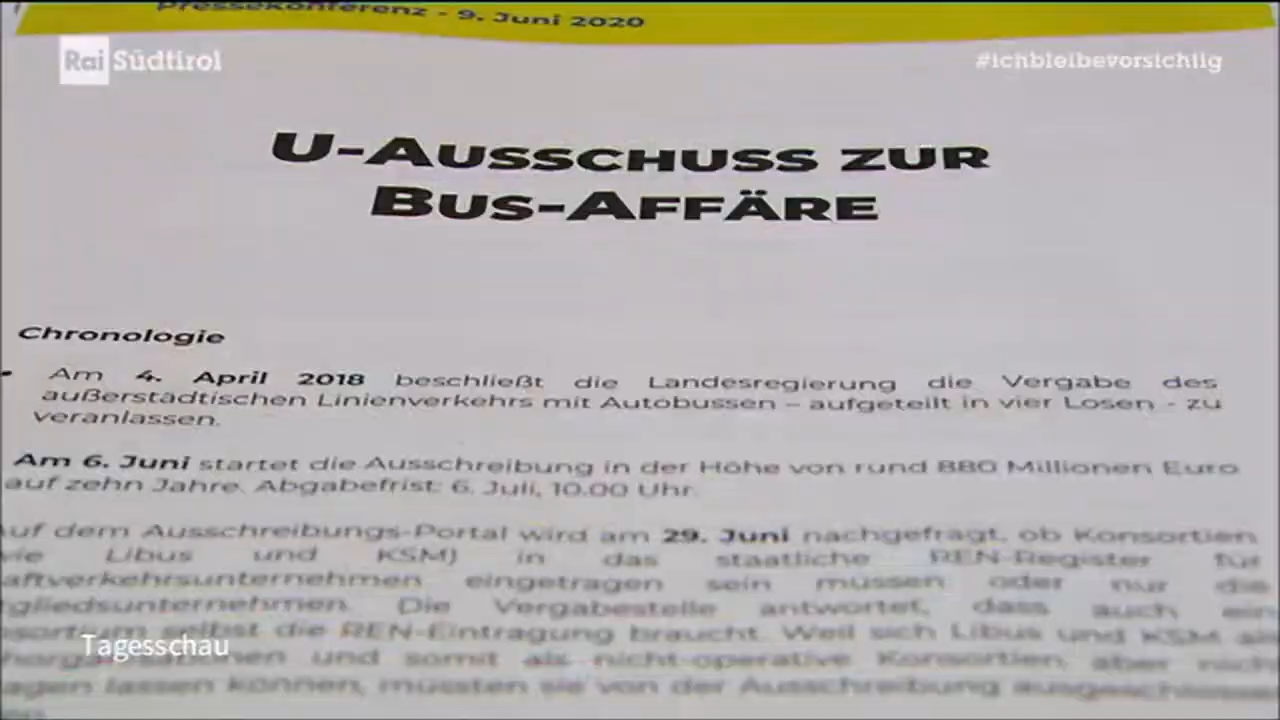 Pressekonferenz - 9. Juni 2020
Rai Südtirol
#ichbleibevorsichtig
U-AUSSCHUSS ZUR
BUS-AFFÄRE
Chronologie
Am 4. April 2018 beschließt die Landesregierung die Vergabe des
außerstädtischen Linienverkehrs mit Autobussen – aufgeteilt in vier Losen - zu
veranlassen.
Am 6. Juni startet die Ausschreibung in der Höhe von rund 880 Millionen Euro
auf zehn Jahre. Abgabefrist: 6. Juli, 10.00 Uhr.
Auf dem Ausschreibungs-Portal wird am 29. Juni nachgefragt, ob Konsortien
Libus und KSM) in das staatliche REN-Register für
eingetragen sein müssen oder nur die
Die Vergabestelle antwortet, dass auch ein
selbst die REN-Eintragung braucht. Weil sich Libus und KSM als
und somit als nicht-operative Konsortien, aber nicht
lassen können, müssten sie von der Ausschreibung
Tagesschau